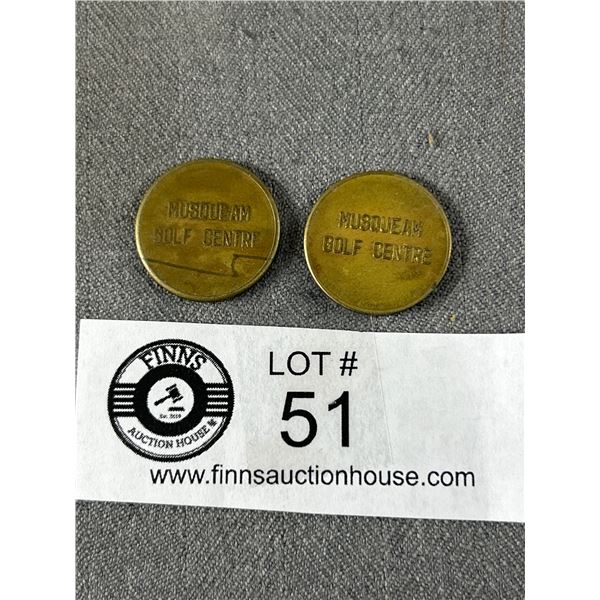 MUSQUEAM
GOLF CENTRE
MUSQUEAM
GOLF CENTRE
FINNS
AUCTION HOUSE
LOT #
51
www.finnsauctionhouse.com